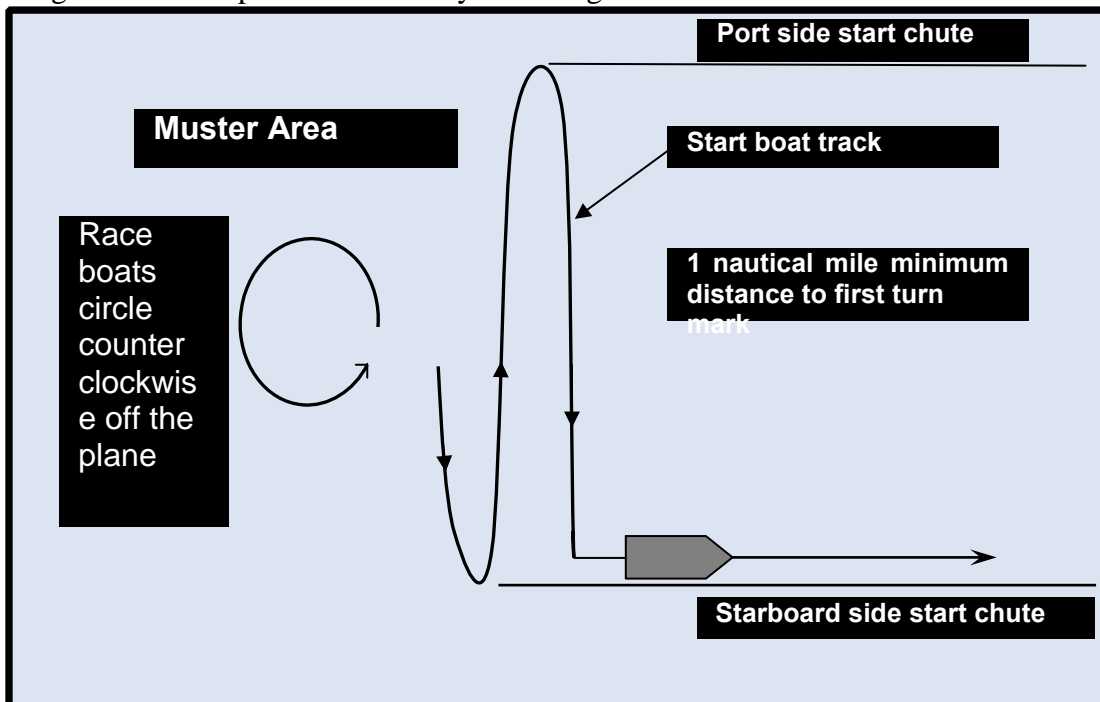 Port side start chute
Muster Area
Start boat track
Race
boats
circle
counter
clockwis
e off the
plane
1 nautical mile minimum
distance to first turn
mark
Starboard side start chute